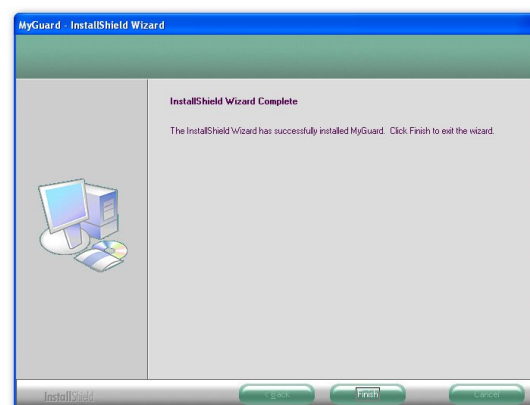 MyGuard - InstallShield Wizard
InstallShield Wizard Complete
The InstallShield Wizard has successfully installed MyGuard. Click Finish to exit the wizard.
InstallShield
< Back
Finish
Cancel